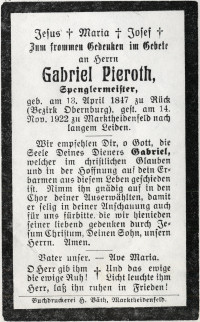 Jesus † Maria † Josef †
Zum frommen Gedenken im Gebete
an Herrn
Gabriel Pieroth,
Spenglermeister,
geb. am 13. April 1847 zu Rück
(Bezirk Obernburg), gest. am 14.
Nov. 1922 zu Marktheidenfeld nach
langem Leiden.
Wir empfehlen Dir, o Gott, die
Seele Deines Dieners Gabriel,
welcher im christlichen Glauben
und in der Hoffnung auf dein Er-
barmen aus diesem Leben geschieden
ist. Nimm ihn gnädig auf in den
Chor deiner Auserwählten, damit
er selig in deiner Anschauung auch
für uns fürbitte, die wir hienieden
seiner liebend gedenken durch Je-
sum Christum, Deinen Sohn, unsern
Herrn. Amen.
Vater unser. — Ave Maria.
O Herr gib ihm † Und das ewige
die ewige Ruh! † Licht leuchte ihm
Herr, laß ihn ruhen in Frieden!
Buchdruckerei H. Bäth, Marktheidenfeld.